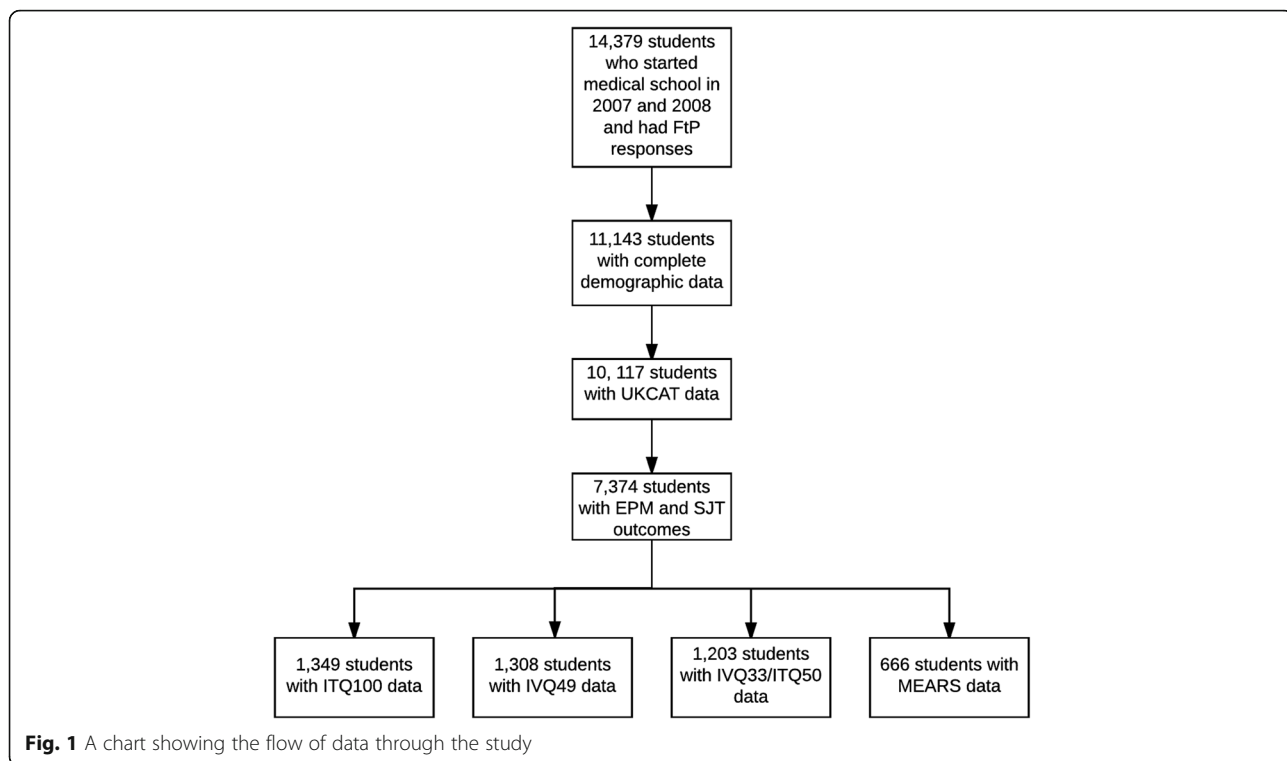 14,379 students
who started
medical school in
2007 and 2008
and had FtP
responses
11,143 students
with complete
demographic data
10, 117 students
with UKCAT data
7,374 students
with EPM and SJT
outcomes
1,349 students
with ITQ100 data
1,308 students
with IVQ49 data
1,203 students
with IVQ33/ITQ50
data
666 students with
MEARS data
Fig. 1 A chart showing the flow of data through the study